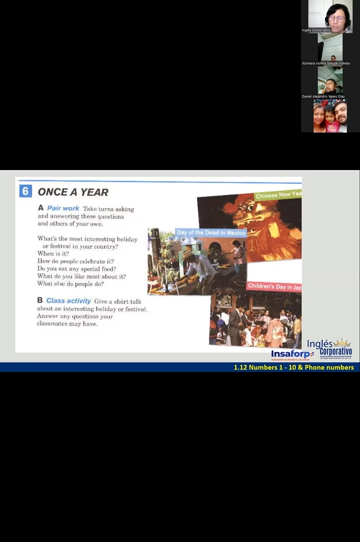 6 ONCE A YEAR
A Pair work Take turns asking
and answering these questions
and others of your own.
What's the most interesting holiday
or festival in your country?
When is it?
How do people celebrate it?
Do you eat any special food?
What do you like most about it?
What else do people do?
B Class activity Give a short talk
about an interesting holiday or festival.
Answer any questions your
classmates may have.
Chinese New Yea
Day of the Dead in Mexico
Children's Day in Jap
Insaforp
Inglés
Corporativo
1.12 Numbers 1 - 10 & Phone numbers